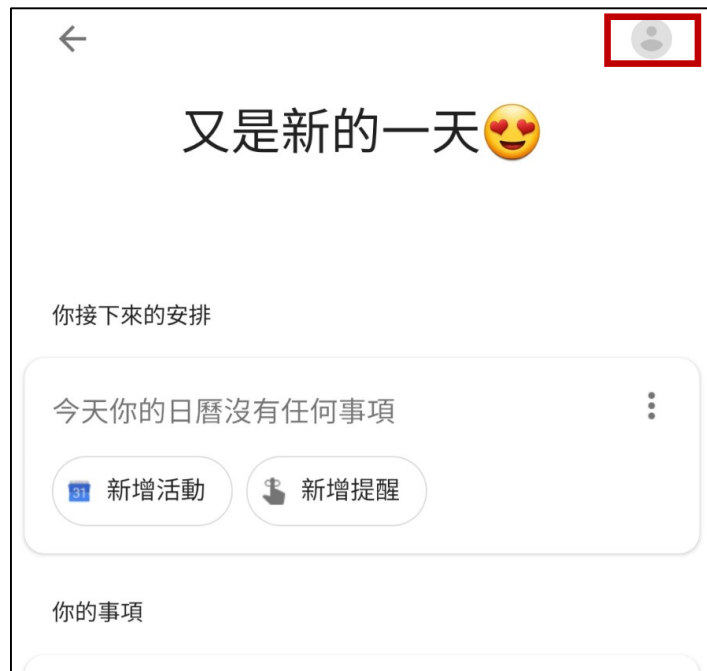 又是新的一天😍
你接下來的安排
今天你的日曆沒有任何事項
31 新增活動 新增提醒
你的事項